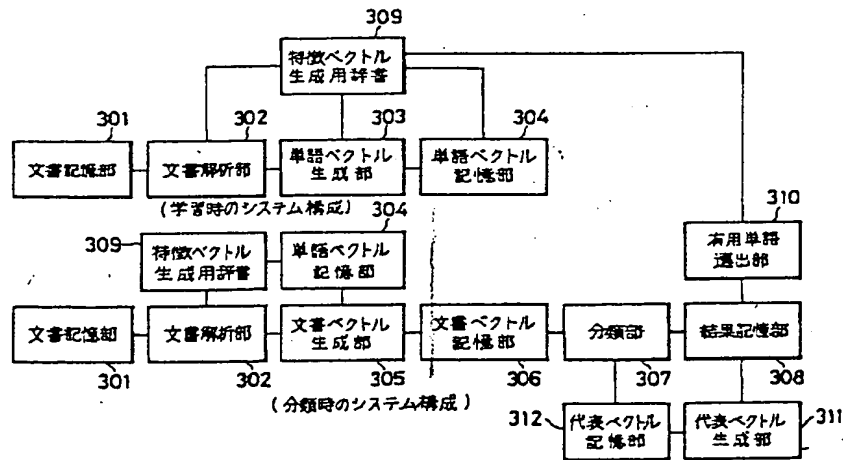 309
特徴ベクトル
生成用辞書
301
302
303
304
文書記憶部
文書解析部
単語ベクトル
生成部
単語ベクトル
記憶部
(学習時のシステム構成)
304
310
309
特徴ベクトル
生成用辞書
単語ベクトル
記憶部
有用単語
選出部
文書記憶部
文書解析部
文書ベクトル
生成部
文書ベクトル
記憶部
分類部
結果記憶部
301
302
305
306
307
308
(分類時のシステム構成)
312
代表ベクトル
記憶部
代表ベクトル
生成部
311